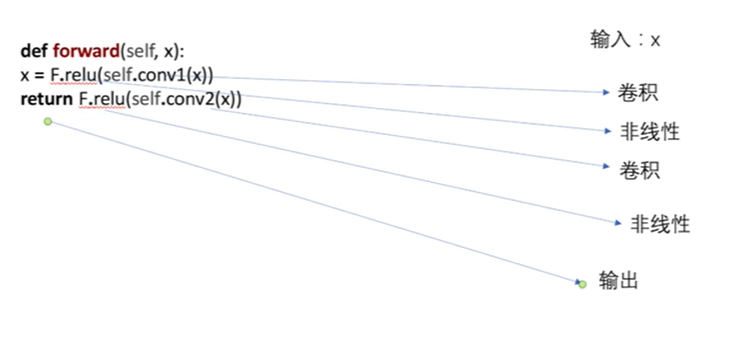 输入：x
def forward(self, x):
x = F.relu(self.conv1(x))
return F.relu(self.conv2(x))
卷积
非线性
卷积
非线性
输出